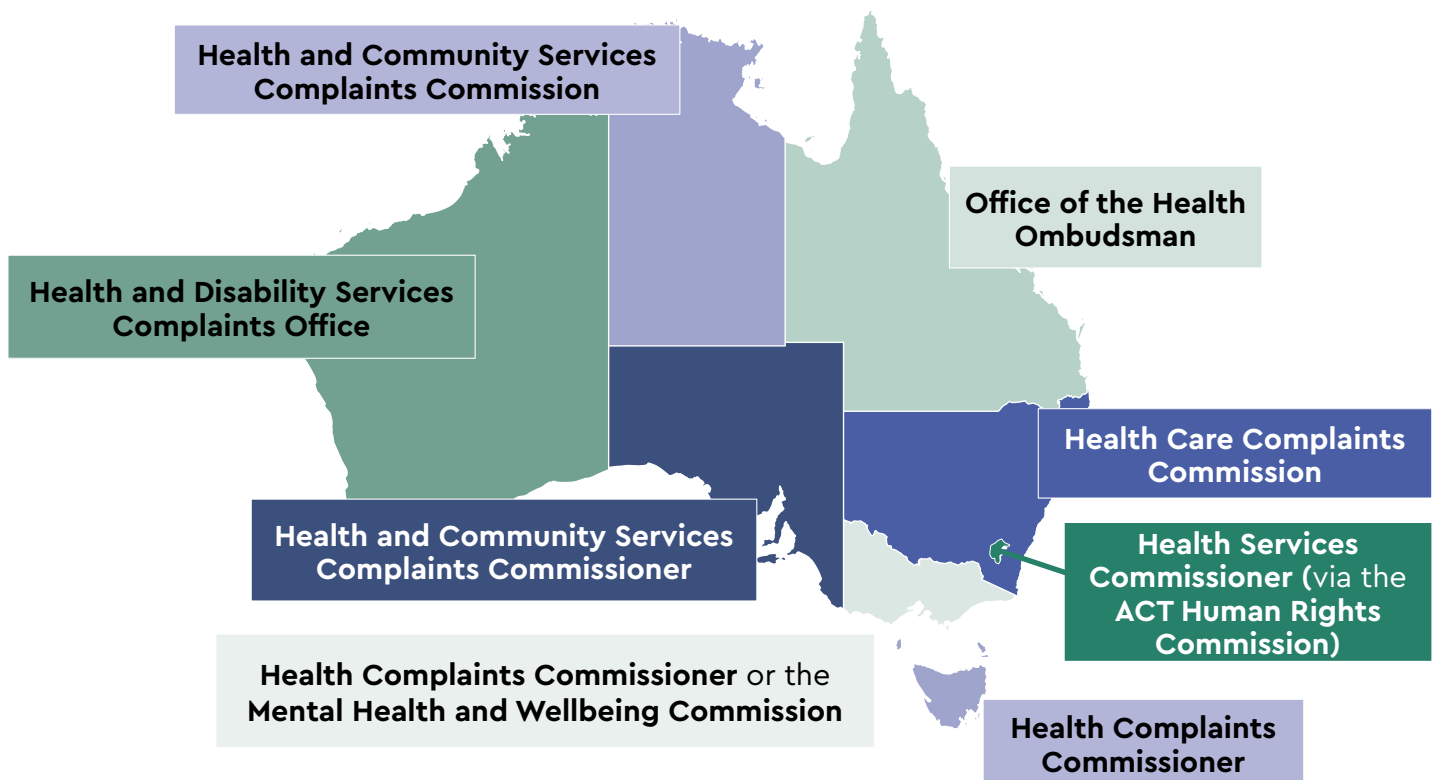 Health and Community Services
Complaints Commission
Office of the Health
Ombudsman
Health and Disability Services
Complaints Office
Health Care Complaints
Commission
Health and Community Services
Complaints Commissioner
Health Services
Commissioner (via the
ACT Human Rights
Commission)
Health Complaints Commissioner or the
Mental Health and Wellbeing Commission
Health Complaints
Commissioner